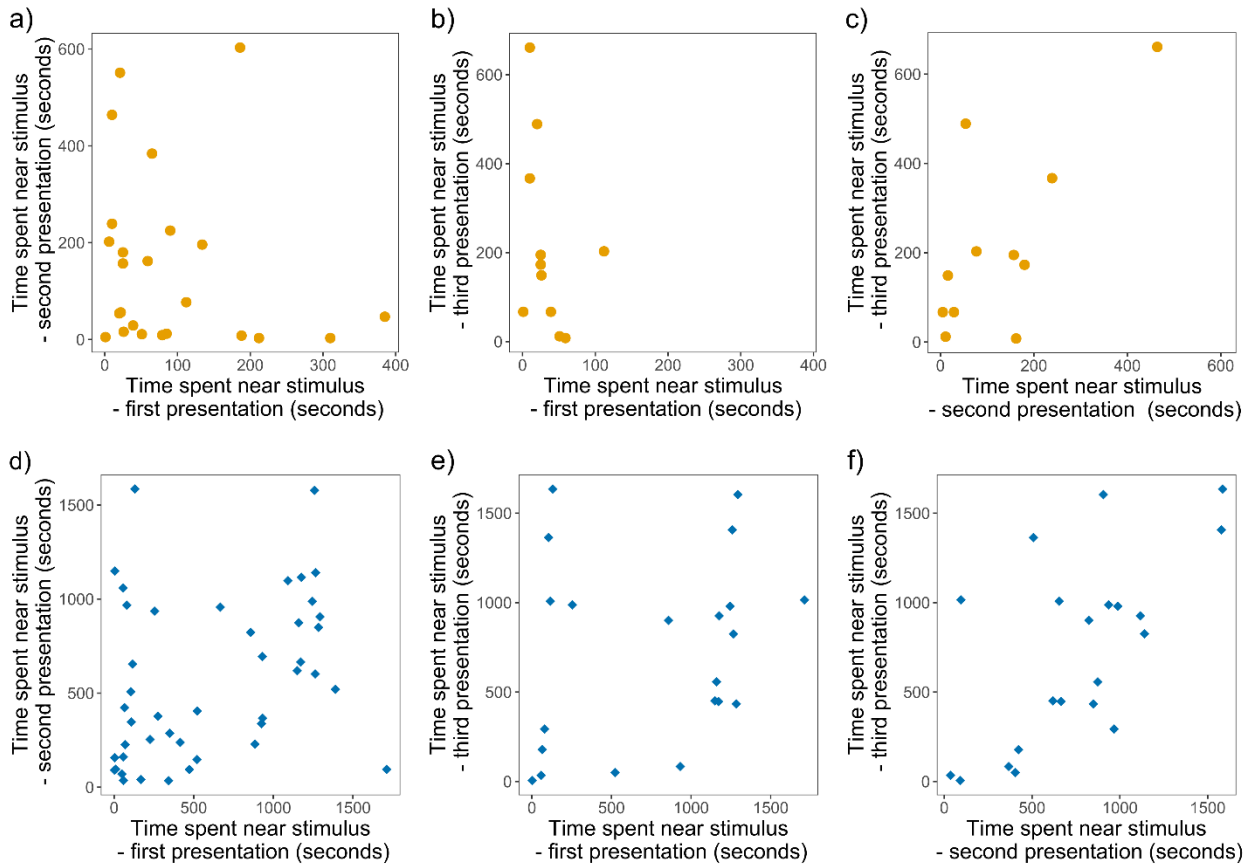 a)
Time spent near stimulus
- second presentation (seconds)
600
400
200
0
0 100 200 300 400
Time spent near stimulus
- first presentation (seconds)
b)
Time spent near stimulus
- third presentation (seconds)
600
400
200
0
0 100 200 300 400
Time spent near stimulus
- first presentation (seconds)
c)
Time spent near stimulus
- third presentation (seconds)
600
400
200
0
0 200 400 600
Time spent near stimulus
- second presentation (seconds)
d)
Time spent near stimulus
- second presentation (seconds)
1500
1000
500
0
0 500 1000 1500
Time spent near stimulus
- first presentation (seconds)
e)
Time spent near stimulus
- third presentation (seconds)
1500
1000
500
0
0 500 1000 1500
Time spent near stimulus
- first presentation (seconds)
f)
Time spent near stimulus
- third presentation (seconds)
1500
1000
500
0
0 500 1000 1500
Time spent near stimulus
- second presentation (seconds)